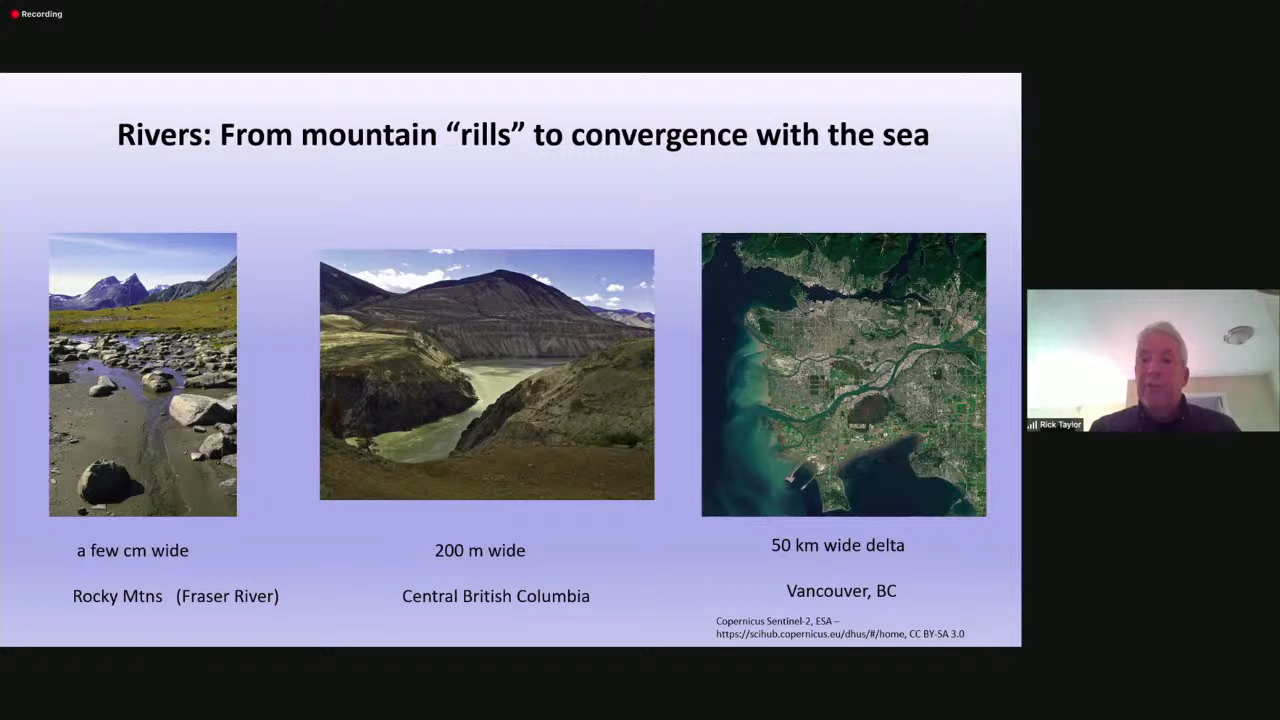 Recording
Rivers: From mountain “rills” to convergence with the sea
a few cm wide
Rocky Mtns (Fraser River)
200 m wide
Central British Columbia
50 km wide delta
Vancouver, BC
Copernicus Sentinel-2, ESA –
https://scihub.copernicus.eu/dhus/#/home, CC BY-SA 3.0
Rick Taylor